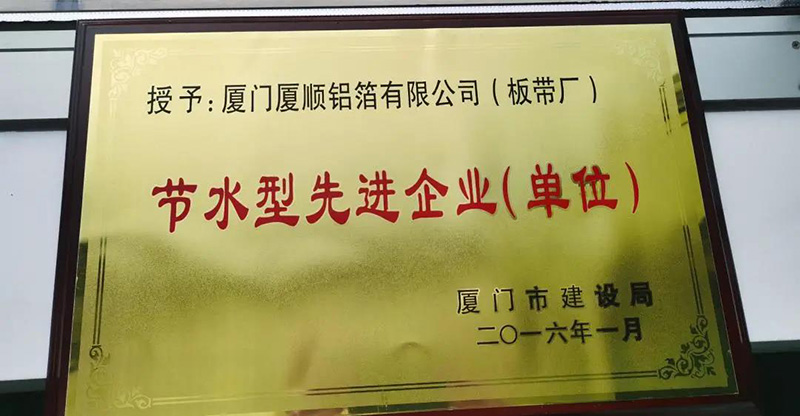 授予:厦门厦顺铝箔有限公司(板带厂)
节水型先进企业(单位)
厦门市建设局
二〇一六年一月